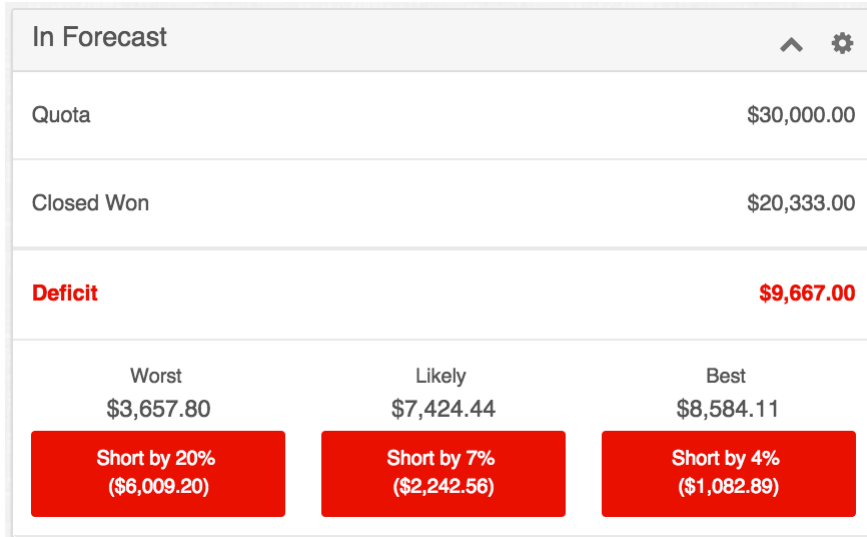 In Forecast
Quota $30,000.00
Closed Won $20,333.00
Deficit $9,667.00
Worst Likely Best
$3,657.80 $7,424.44 $8,584.11
Short by 20% Short by 7% Short by 4%
($6,009.20) ($2,242.56) ($1,082.89)